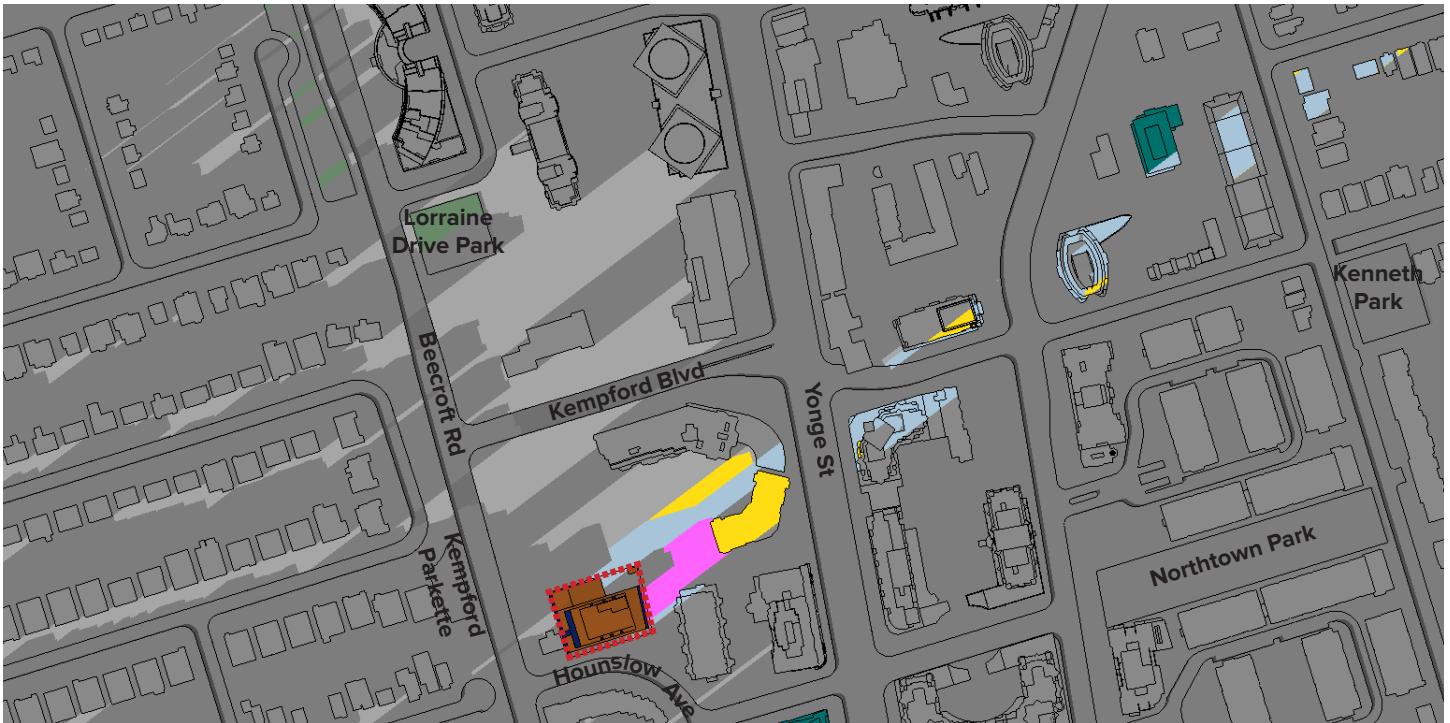 Lorraine
Drive Park
Kenneth
Park
Beecroft Rd
Kempford Blvd
Yonge St
Kempford
Parkette
Northtown Park
Hounslow Ave